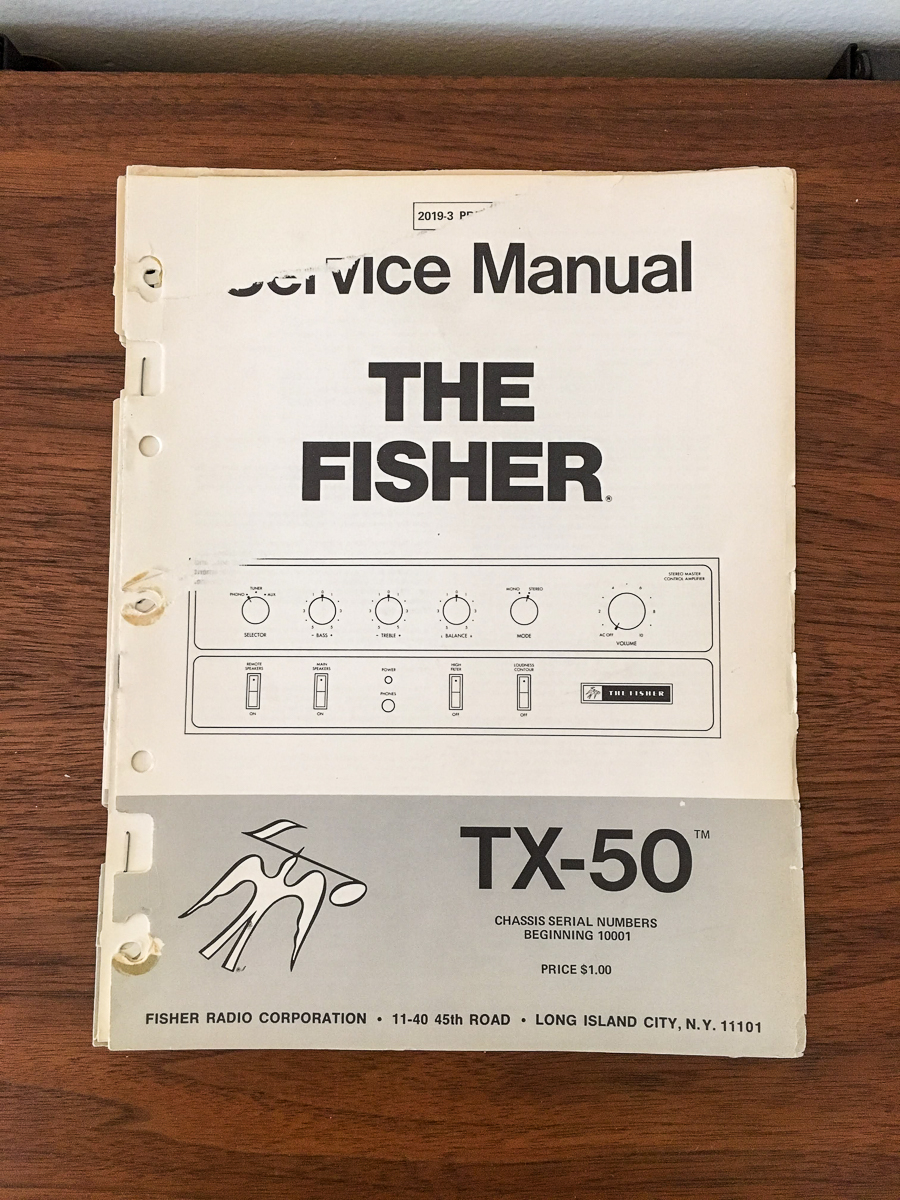 2019-3
Service Manual
THE
FISHER®
STEREO MASTER
CONTROL AMPLIFIER
TUNER
PHONO AUX
SELECTOR
- BASS +
- TREBLE +
- BALANCE +
MONO STEREO
MODE
2 8
AC OFF 10
VOLUME
REMOTE
SPEAKERS
ON
MAIN
SPEAKERS
ON
POWER
PHONES
HIGH
FILTER
OFF
LOUDNESS
CONTOUR
OFF
THE FISHER
TX-50™
CHASSIS SERIAL NUMBERS
BEGINNING 10001
PRICE $1.00
FISHER RADIO CORPORATION • 11-40 45th ROAD • LONG ISLAND CITY, N.Y. 11101